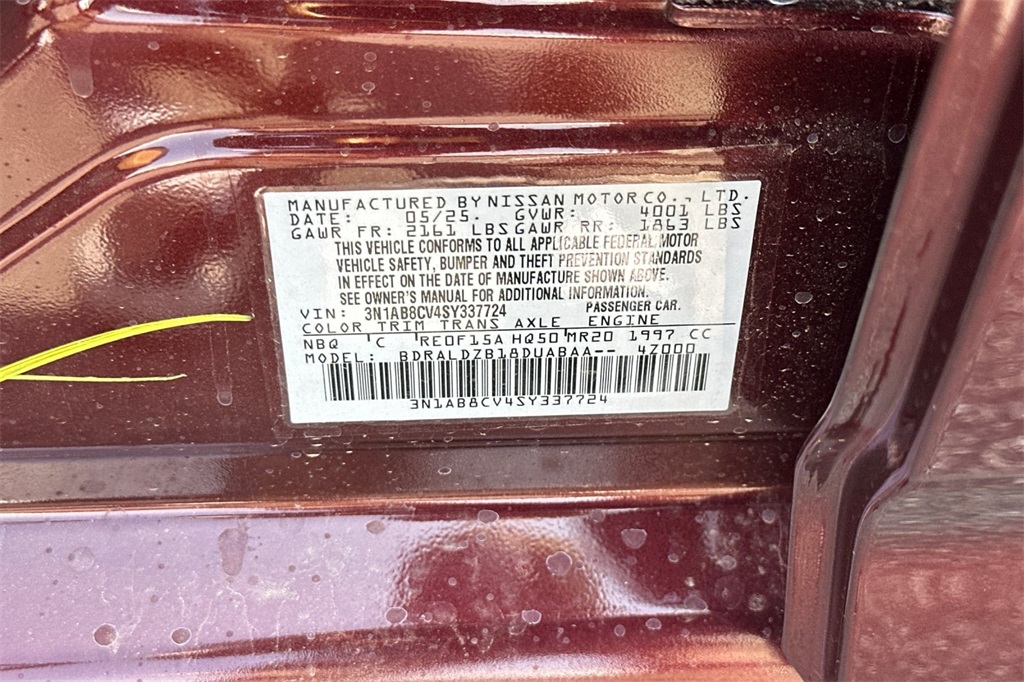 MANUFACTURED BY NISSAN MOTOR CO., LTD.
DATE: 05/25. GVWR: 4001 LBS
GAWR FR: 2161 LBS GAWR RR: 1863 LBS
THIS VEHICLE CONFORMS TO ALL APPLICABLE FEDERAL MOTOR
VEHICLE SAFETY, BUMPER AND THEFT PREVENTION STANDARDS
IN EFFECT ON THE DATE OF MANUFACTURE SHOWN ABOVE.
SEE OWNER'S MANUAL FOR ADDITIONAL INFORMATION.
VIN: 3N1AB8CV4SY337724 PASSENGER CAR.
COLOR TRIM TRANS AXLE ENGINE
NBQ C RE0F15A HQ50 MR20 1997 CC
MODEL: BDRALDZB18DUABAA-- 4Z000
3N1AB8CV4SY337724